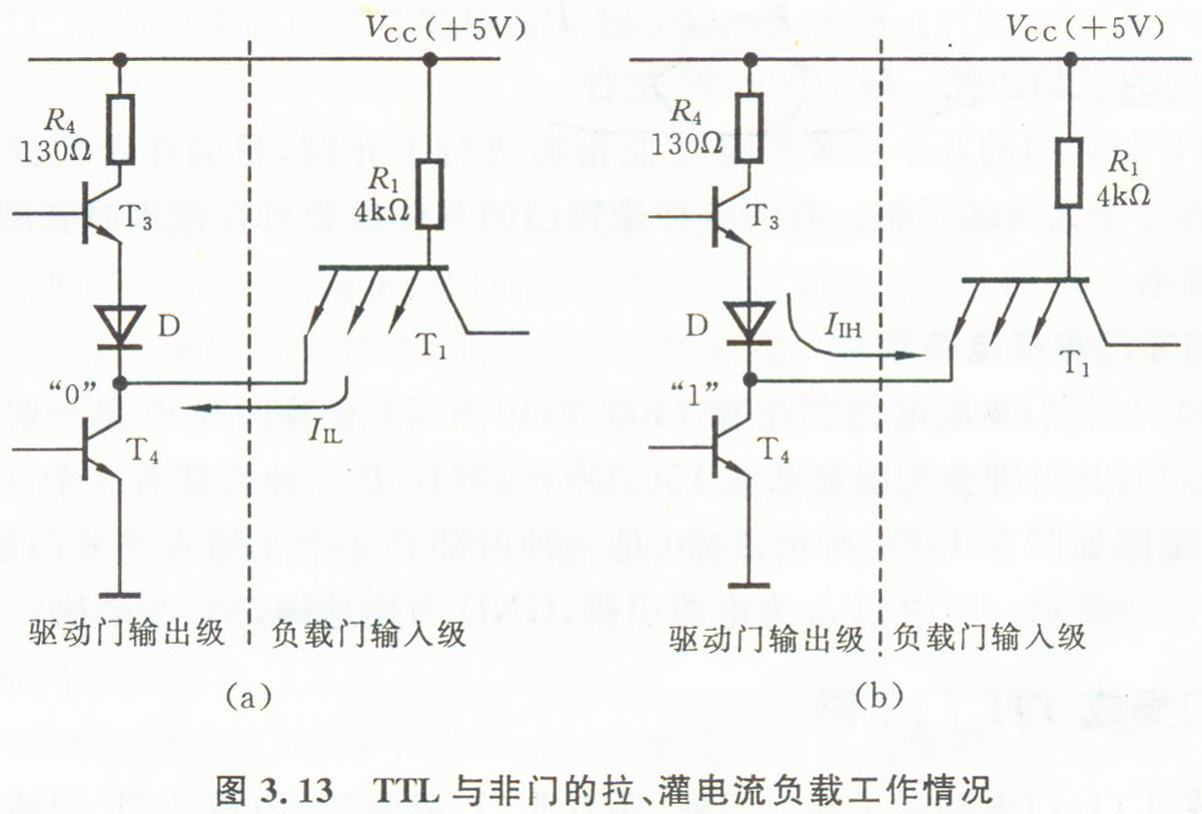 V_CC(+5V)
R_4
130Ω
T_3
R_1
4kΩ
D
T_1
"0"
I_IL
T_4
驱动门输出级
负载门输入级
(a)
V_CC(+5V)
R_4
130Ω
T_3
R_1
4kΩ
D
I_IH
T_1
"1"
T_4
驱动门输出级
负载门输入级
(b)
图 3.13 TTL 与非门的拉、灌电流负载工作情况